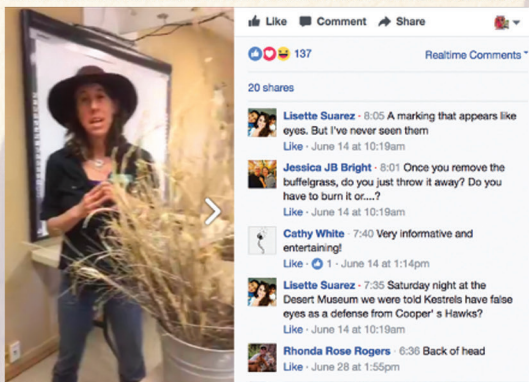 Like Comment Share
137 Realtime Comments
20 shares
Lisette Suarez · 8:05 A marking that appears like
eyes. But I've never seen them
Like · June 14 at 10:19am
Jessica JB Bright · 8:01 Once you remove the
buffelgrass, do you just throw it away? Do you
have to burn it or....?
Like · June 14 at 10:19am
Cathy White · 7:40 Very informative and
entertaining!
Like · 1 · June 14 at 1:14pm
Lisette Suarez · 7:35 Saturday night at the
Desert Museum we were told Kestrels have false
eyes as a defense from Cooper' s Hawks?
Like · June 14 at 10:19am
Rhonda Rose Rogers · 6:36 Back of head
Like · June 28 at 1:55pm